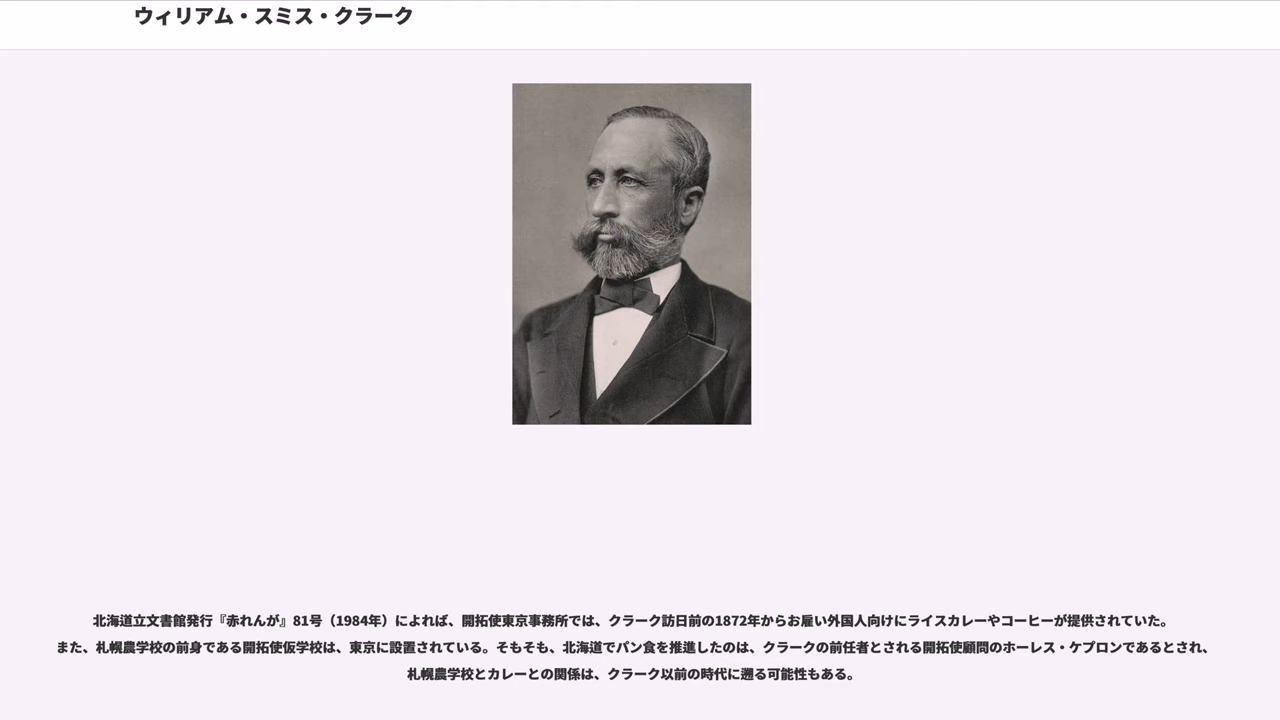 ウィリアム・スミス・クラーク
北海道立文書館発行『赤れんが』81号（1984年）によれば、開拓使東京事務所では、クラーク訪日前の1872年からお雇い外国人向けにライスカレーやコーヒーが提供されていた。
また、札幌農学校の前身である開拓使仮学校は、東京に設置されている。そもそも、北海道でパン食を推進したのは、クラークの前任者とされる開拓使顧問のホーレス・ケプロンであるとされ、
札幌農学校とカレーとの関係は、クラーク以前の時代に遡る可能性もある。